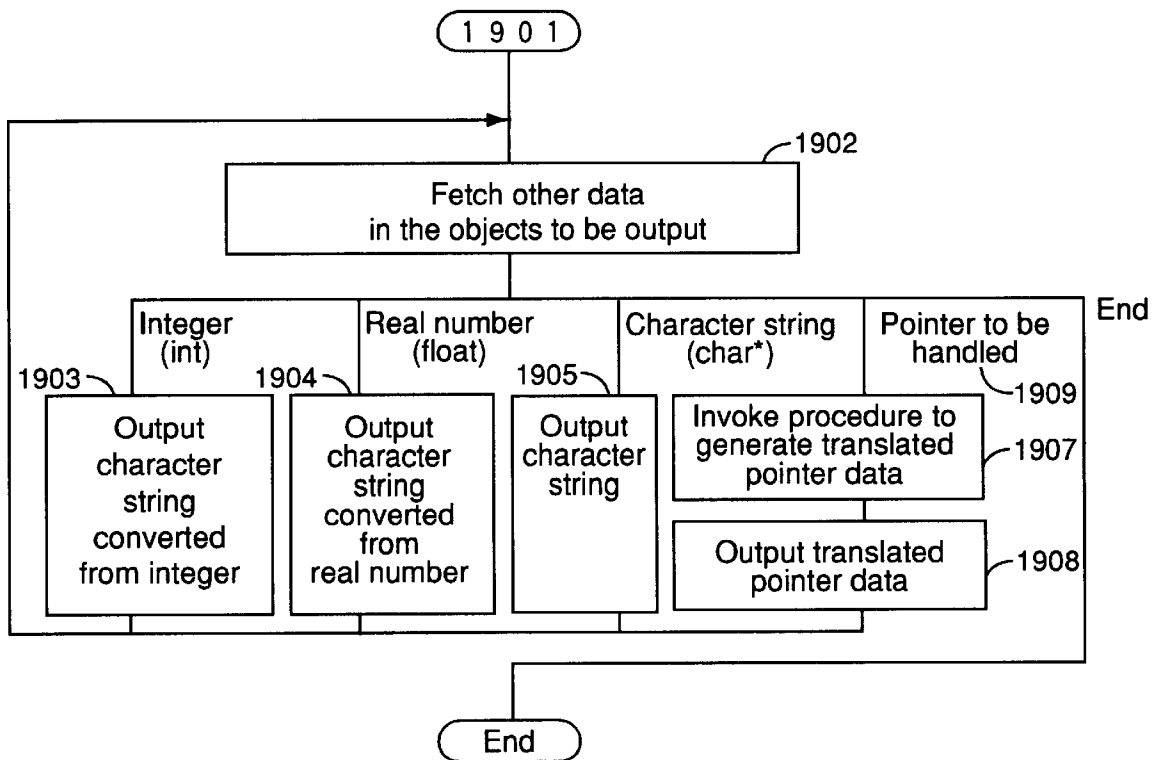 1901
1902
Fetch other data
in the objects to be output
End
Integer
(int)
Real number
(float)
Character string
(char*)
Pointer to be
handled
1909
1903
Output
character
string
converted
from integer
1904
Output
character
string
converted
from
real number
1905
Output
character
string
Invoke procedure to
generate translated
pointer data
1907
Output translated
pointer data
1908
End